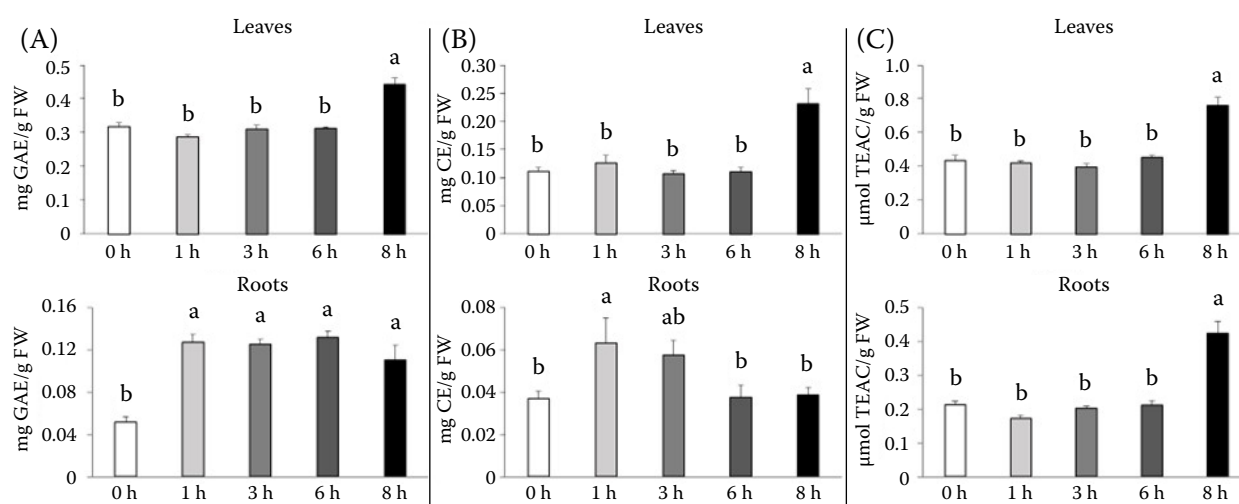 (A)
Leaves
mg GAE/g FW
0.5
0.4
0.3
0.2
0.1
0
b
b
b
b
a
0 h
1 h
3 h
6 h
8 h
Roots
mg GAE/g FW
0.16
0.12
0.08
0.04
0
b
a
a
a
a
0 h
1 h
3 h
6 h
8 h
(B)
Leaves
mg CE/g FW
0.30
0.25
0.20
0.15
0.10
0.05
0.00
b
b
b
b
a
0 h
1 h
3 h
6 h
8 h
Roots
mg CE/g FW
0.08
0.06
0.04
0.02
0.00
b
a
ab
b
b
0 h
1 h
3 h
6 h
8 h
(C)
Leaves
µmol TEAC/g FW
1.0
0.8
0.6
0.4
0.2
0
b
b
b
b
a
0 h
1 h
3 h
6 h
8 h
Roots
µmol TEAC/g FW
0.5
0.4
0.3
0.2
0.1
0
b
b
b
b
a
0 h
1 h
3 h
6 h
8 h